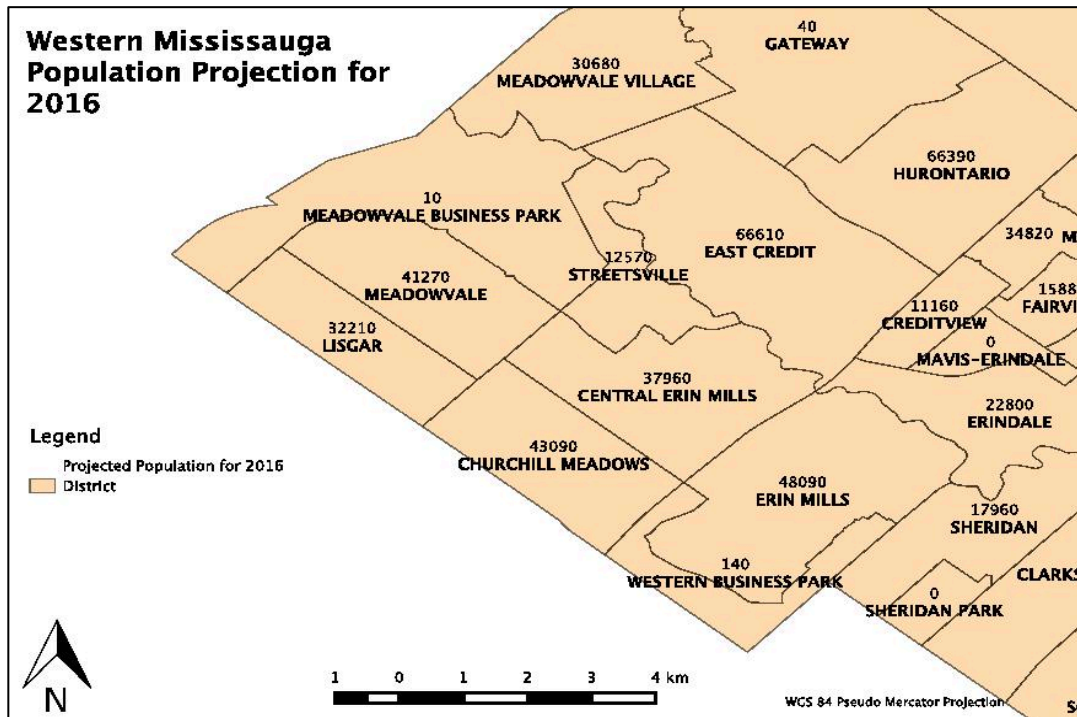 Western Mississauga
Population Projection for
2016
40
GATEWAY
30680
MEADOWVALE VILLAGE
66390
HURONTARIO
10
MEADOWVALE BUSINESS PARK
66610
EAST CREDIT
34820
M
12570
STREETSVILLE
41270
MEADOWVALE
1588
FAIRVI
11160
CREDITVIEW
32210
LISGAR
0
MAVIS-ERINDALE
37960
CENTRAL ERIN MILLS
22800
ERINDALE
43090
CHURCHILL MEADOWS
48090
ERIN MILLS
17960
SHERIDAN
140
WESTERN BUSINESS PARK
CLARKS
0
SHERIDAN PARK
Legend
Projected Population for 2016
District
N
1 0 1 2 3 4 km
WGS 84 Pseudo Mercator Projection